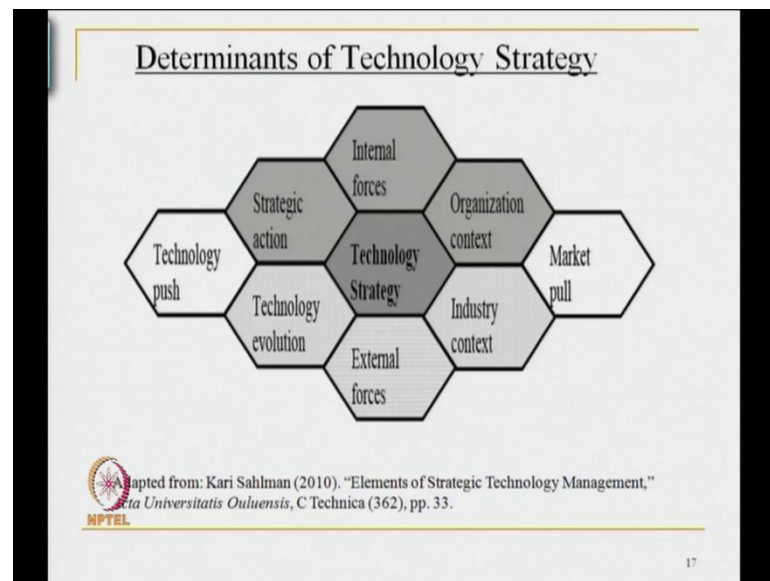 Determinants of Technology Strategy
Internal
forces
Strategic
action
Organization
context
Technology
push
Technology
Strategy
Market
pull
Technology
evolution
Industry
context
External
forces
Adapted from: Kari Sahlman (2010). “Elements of Strategic Technology Management,”
Acta Universitatis Ouluensis, C Technica (362), pp. 33.
NPTEL
17